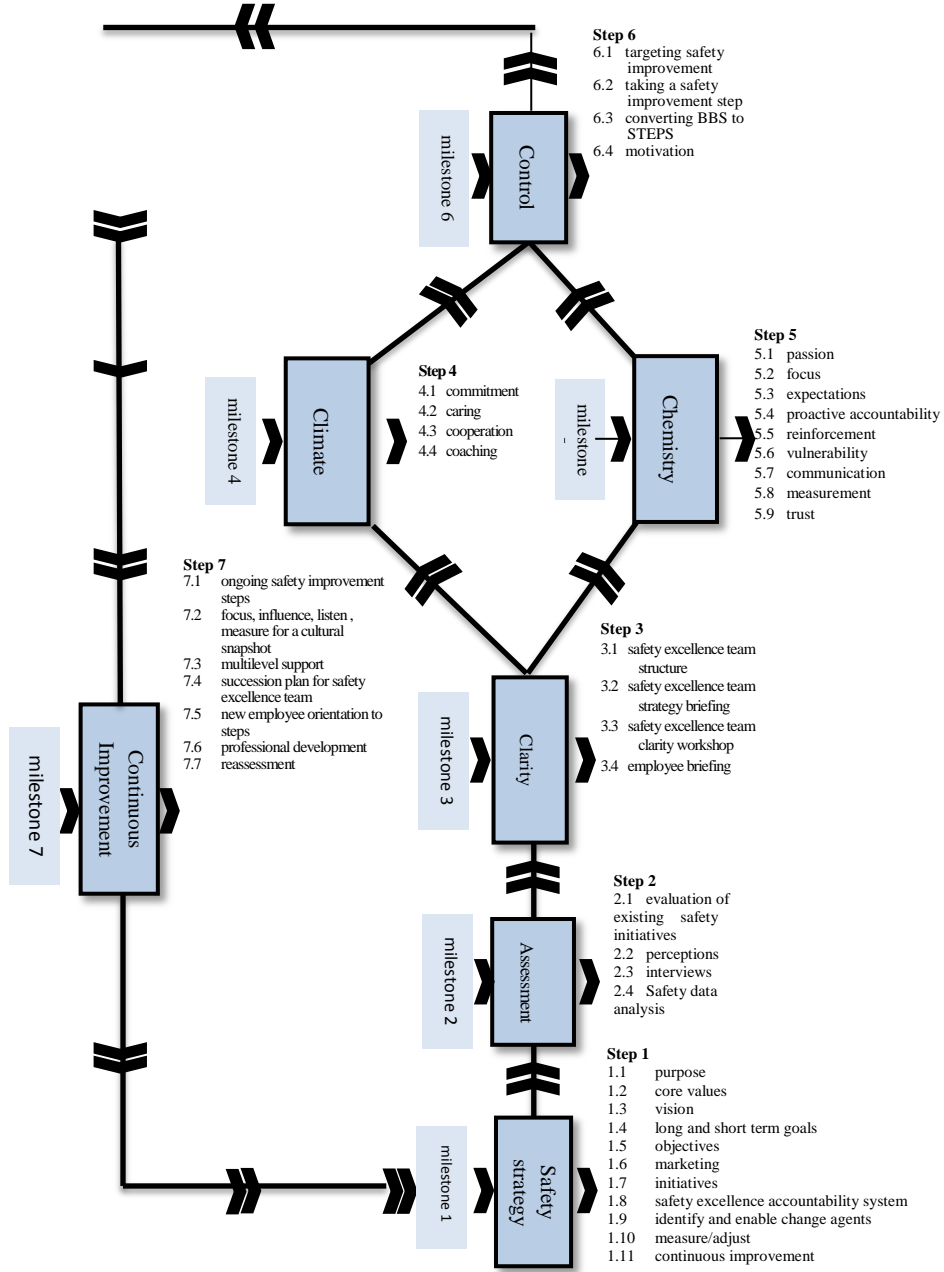 Step 6
6.1 targeting safety
improvement
6.2 taking a safety
improvement step
6.3 converting BBS to
STEPS
6.4 motivation
milestone 6
Control
Step 5
5.1 passion
5.2 focus
5.3 expectations
5.4 proactive accountability
5.5 reinforcement
5.6 vulnerability
5.7 communication
5.8 measurement
5.9 trust
milestone
Chemistry
Step 4
4.1 commitment
4.2 caring
4.3 cooperation
4.4 coaching
milestone 4
Climate
Step 7
7.1 ongoing safety improvement
steps
7.2 focus, influence, listen ,
measure for a cultural
snapshot
7.3 multilevel support
7.4 succession plan for safety
excellence team
7.5 new employee orientation to
steps
7.6 professional development
7.7 reassessment
milestone 7
Continuous
Improvement
Step 3
3.1 safety excellence team
structure
3.2 safety excellence team
strategy briefing
3.3 safety excellence team
clarity workshop
3.4 employee briefing
milestone 3
Clarity
Step 2
2.1 evaluation of
existing safety
initiatives
2.2 perceptions
2.3 interviews
2.4 Safety data
analysis
milestone 2
Assessment
Step 1
1.1 purpose
1.2 core values
1.3 vision
1.4 long and short term goals
1.5 objectives
1.6 marketing
1.7 initiatives
1.8 safety excellence accountability system
1.9 identify and enable change agents
1.10 measure/adjust
1.11 continuous improvement
milestone 1
Safety
strategy